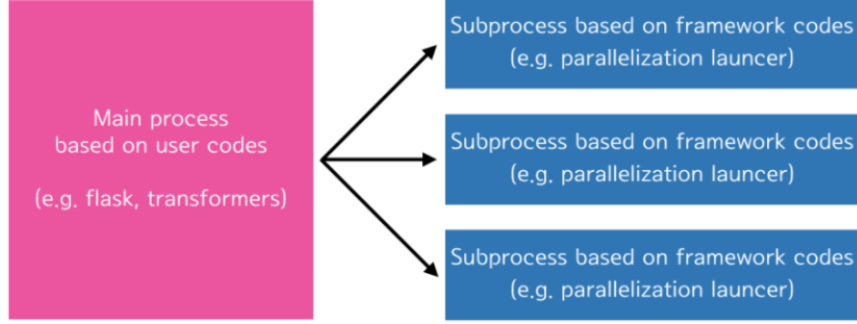 Main process
based on user codes
(e.g. flask, transformers)
Subprocess based on framework codes
(e.g. parallelization launcer)
Subprocess based on framework codes
(e.g. parallelization launcer)
Subprocess based on framework codes
(e.g. parallelization launcer)